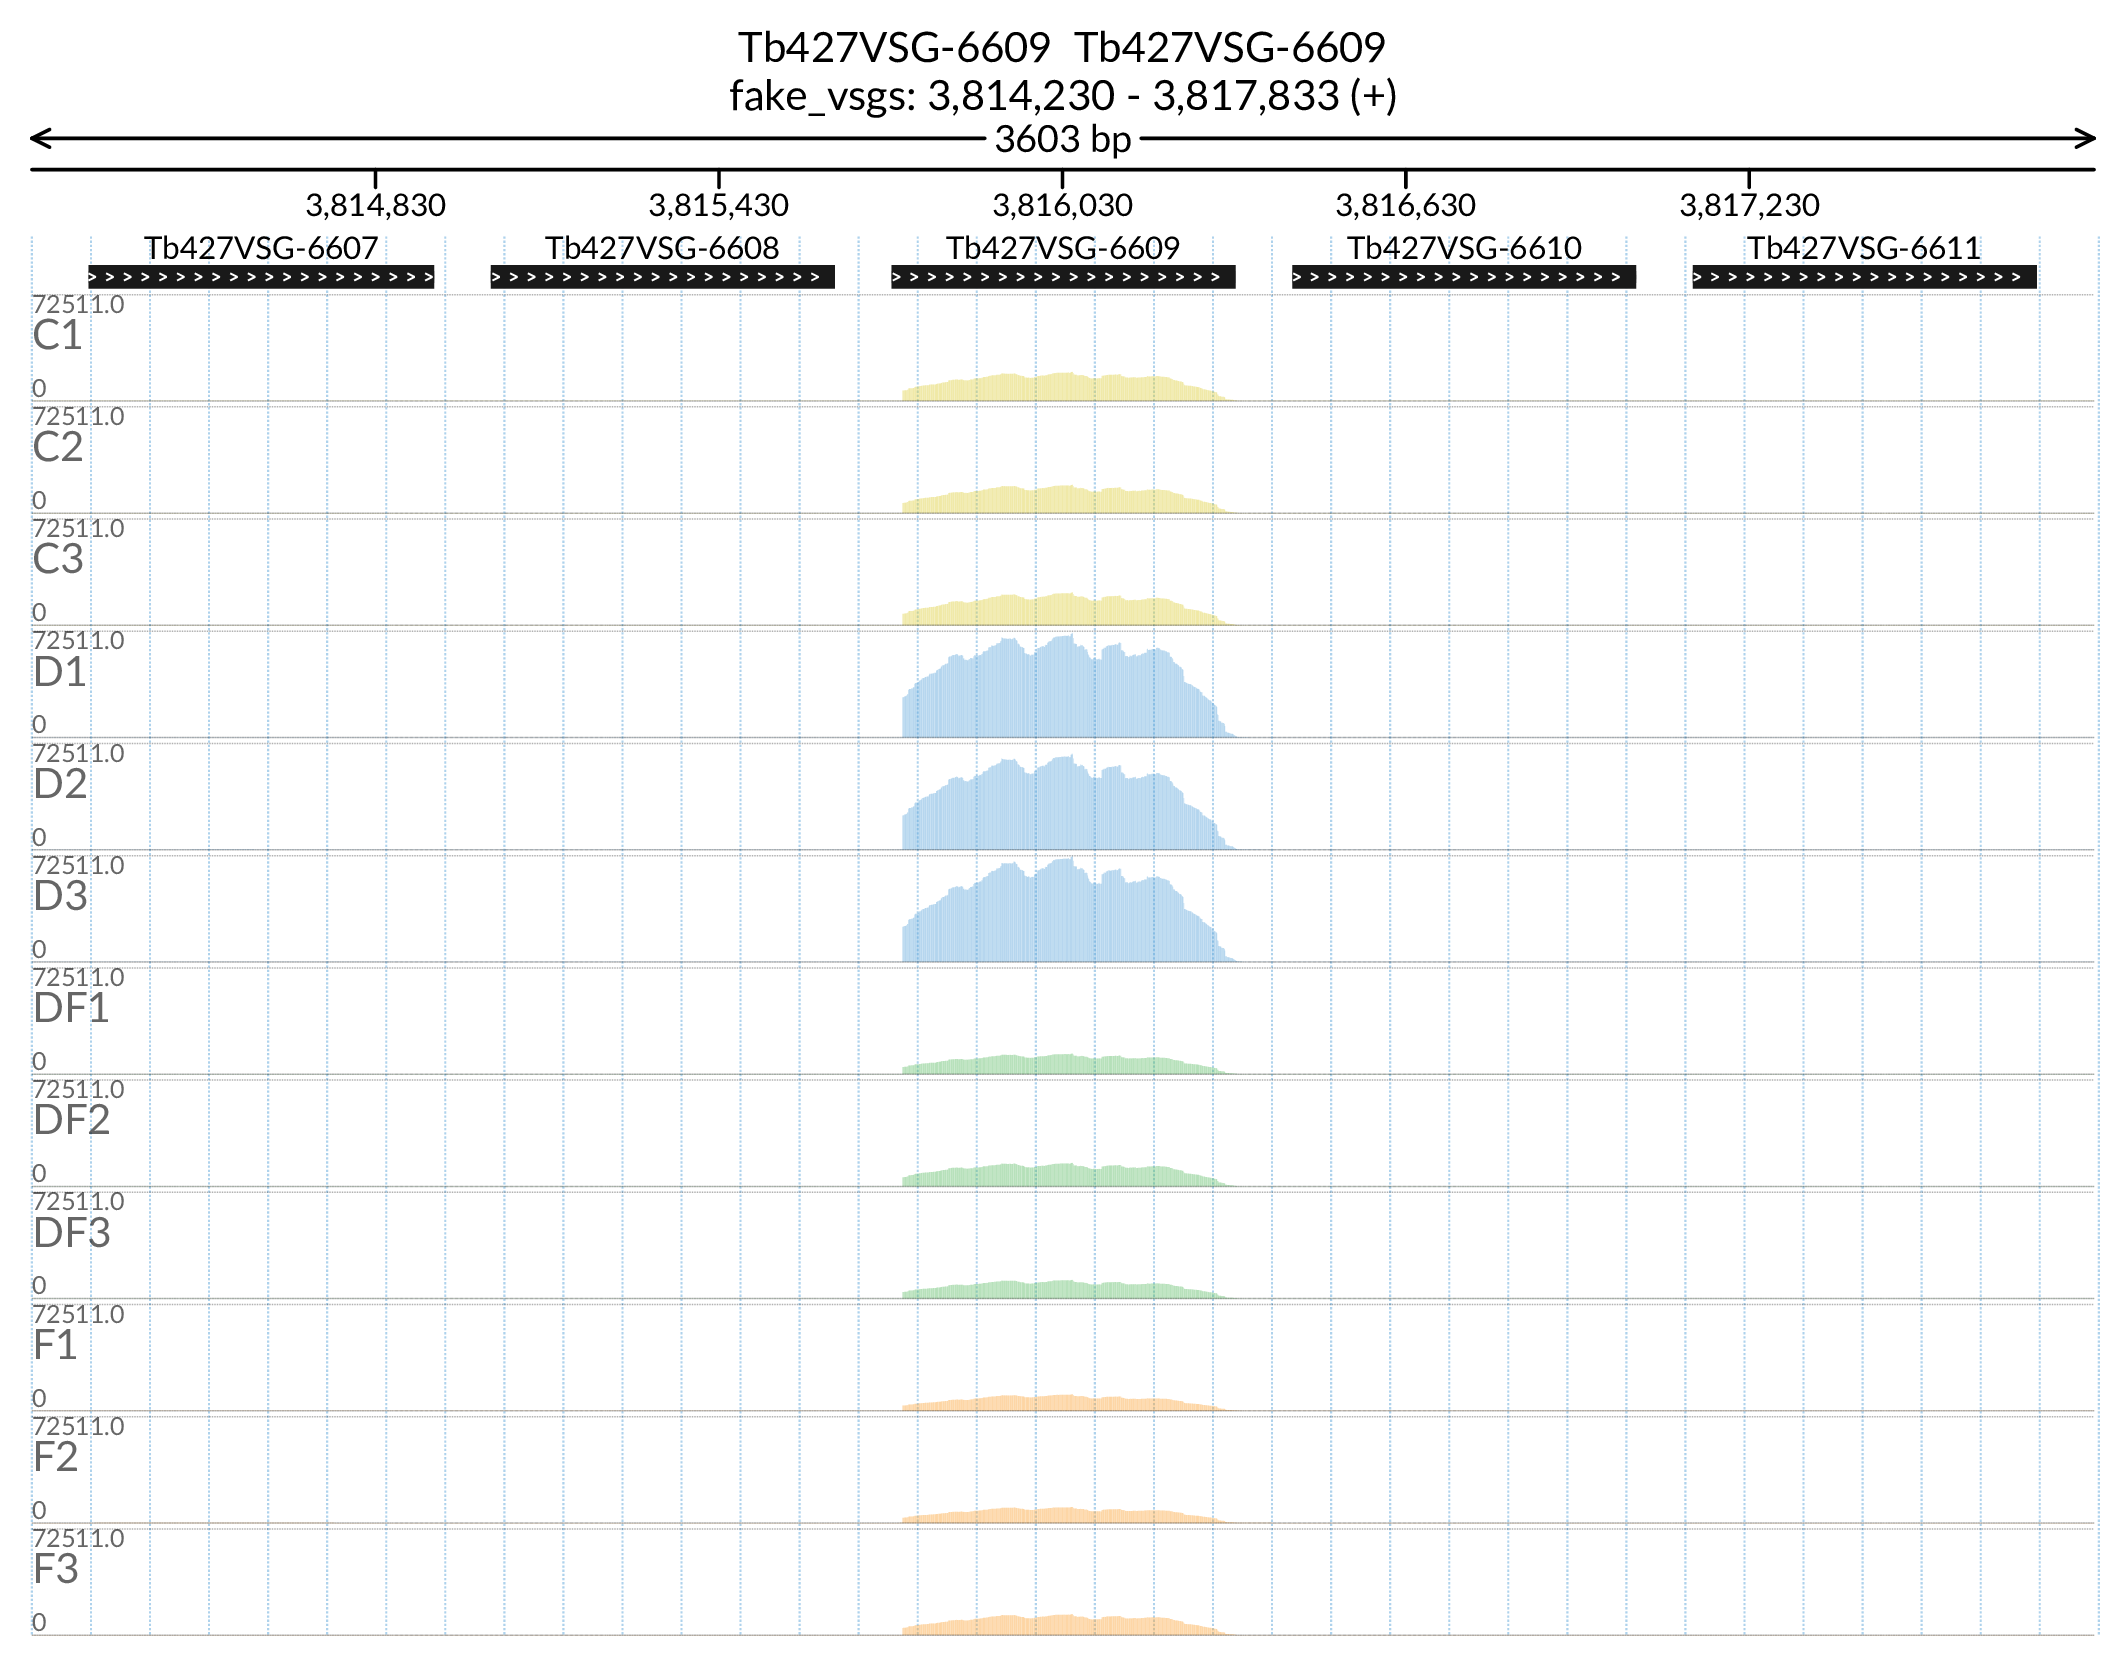 Tb427VSG-6609 Tb427VSG-6609
fake_vsgs: 3,814,230 - 3,817,833 (+)
3603 bp
3,814,830 3,815,430 3,816,030 3,816,630 3,817,230
Tb427VSG-6607 Tb427VSG-6608 Tb427VSG-6609 Tb427VSG-6610 Tb427VSG-6611
72511.0
C1
0
72511.0
C2
0
72511.0
C3
0
72511.0
D1
0
72511.0
D2
0
72511.0
D3
0
72511.0
DF1
0
72511.0
DF2
0
72511.0
DF3
0
72511.0
F1
0
72511.0
F2
0
72511.0
F3
0